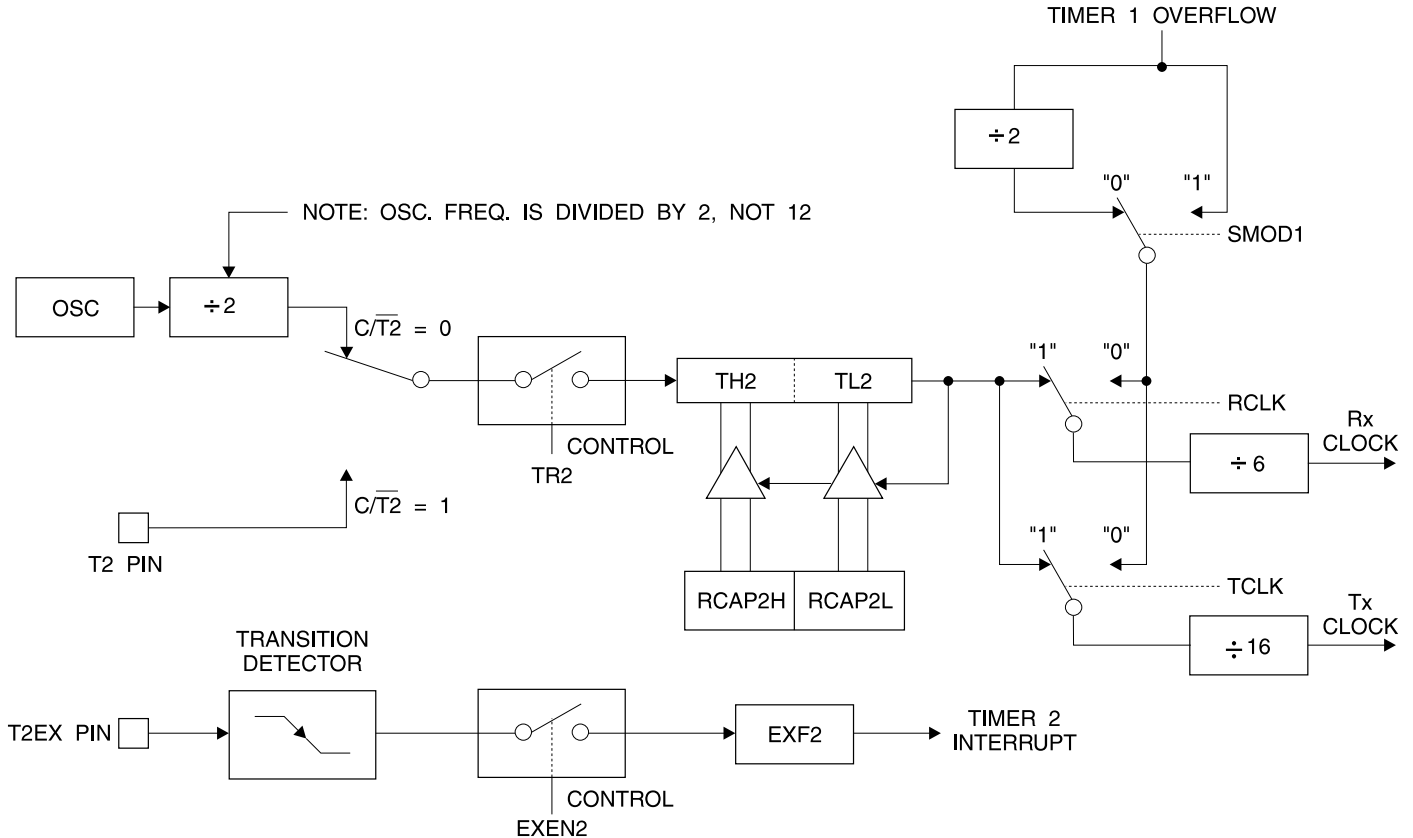 TIMER 1 OVERFLOW
÷2
"0" "1"
SMOD1
NOTE: OSC. FREQ. IS DIVIDED BY 2, NOT 12
OSC
÷2
C/T2̅ = 0
TH2 TL2
"1" "0"
RCLK
Rx
CLOCK
÷ 6
CONTROL
TR2
C/T2̅ = 1
T2 PIN
"1" "0"
TCLK
RCAP2H RCAP2L
Tx
CLOCK
÷16
TRANSITION
DETECTOR
T2EX PIN
EXF2
TIMER 2
INTERRUPT
CONTROL
EXEN2